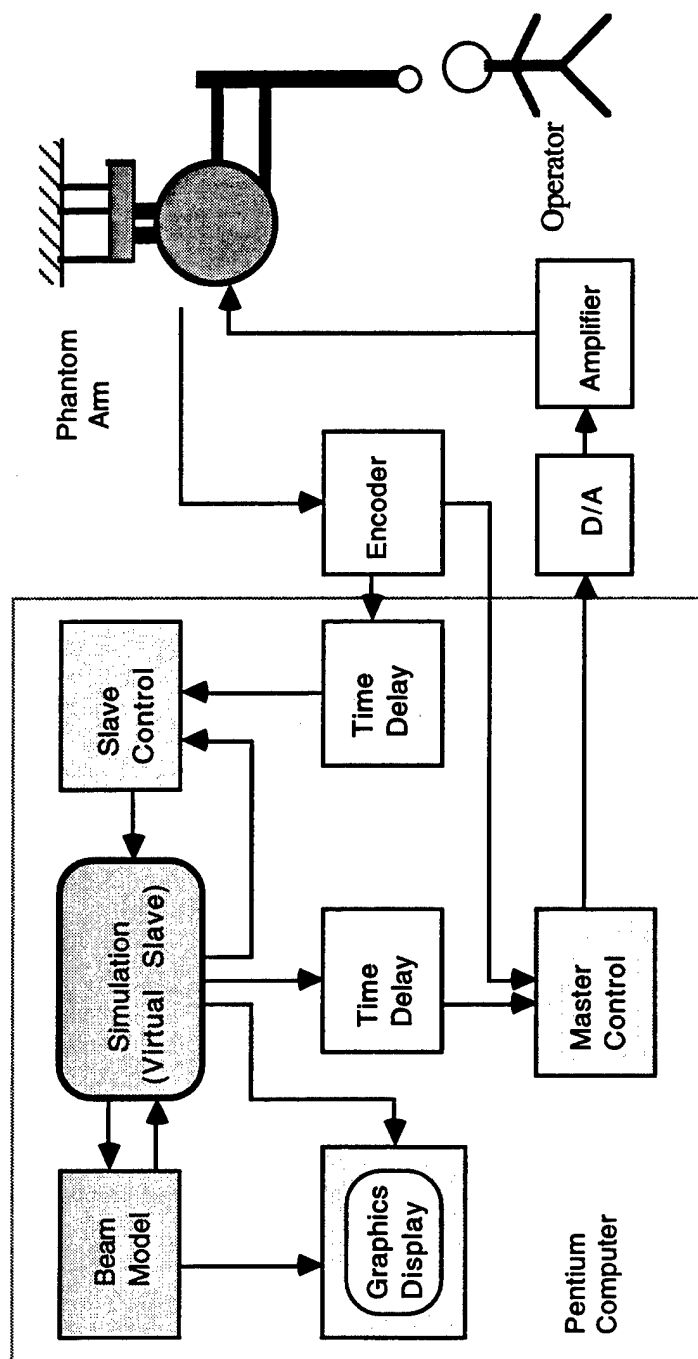 Beam
Model
Simulation
(Virtual Slave)
Slave
Control
Phantom
Arm
Graphics
Display
Time
Delay
Time
Delay
Encoder
Operator
Pentium
Computer
Master
Control
D/A
Amplifier